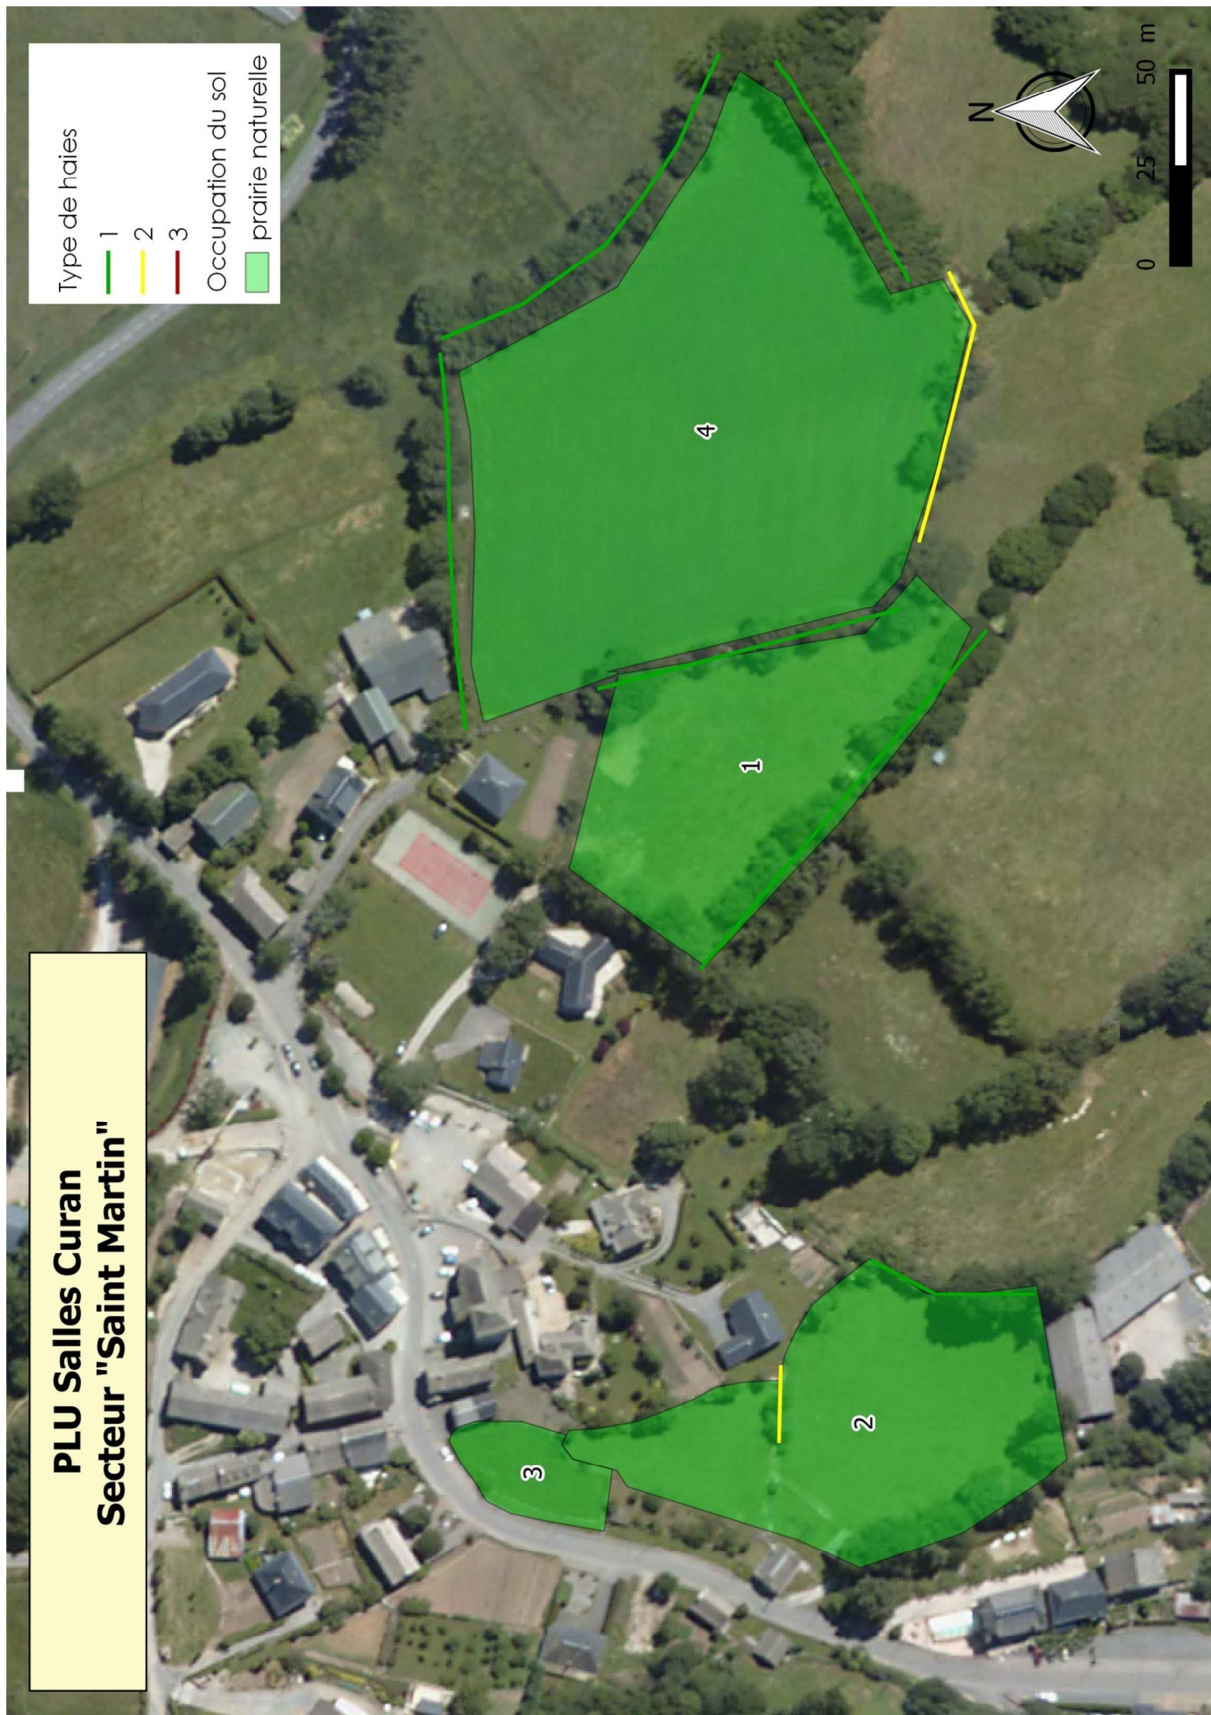 PLU Salles Curan
Secteur "Saint Martin"
Type de haies
1
2
3
Occupation du sol
prairie naturelle
3
2
1
4
N
0 25 50 m